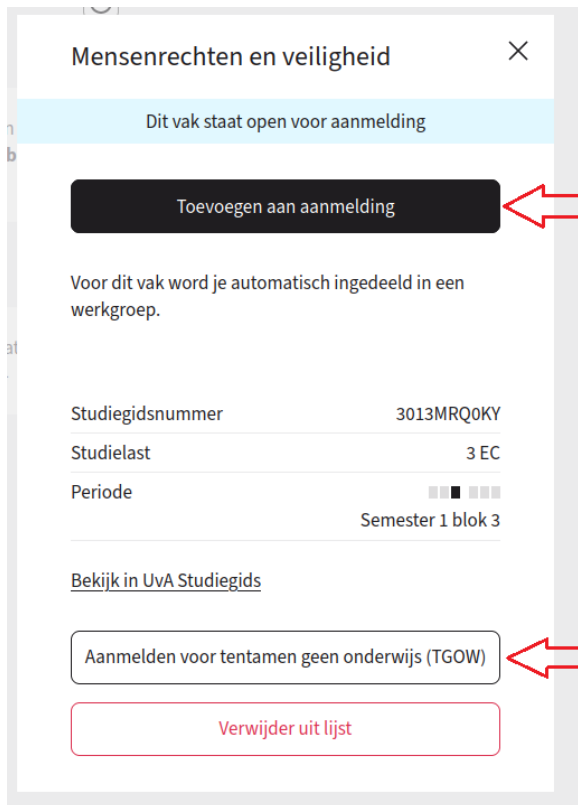 Mensenrechten en veiligheid
Dit vak staat open voor aanmelding
Toevoegen aan aanmelding
Voor dit vak word je automatisch ingedeeld in een
werkgroep.
Studiegidsnummer 3013MRQ0KY
Studielast 3 EC
Periode
Semester 1 blok 3
Bekijk in UvA Studiegids
Aanmelden voor tentamen geen onderwijs (TGOW)
Verwijder uit lijst